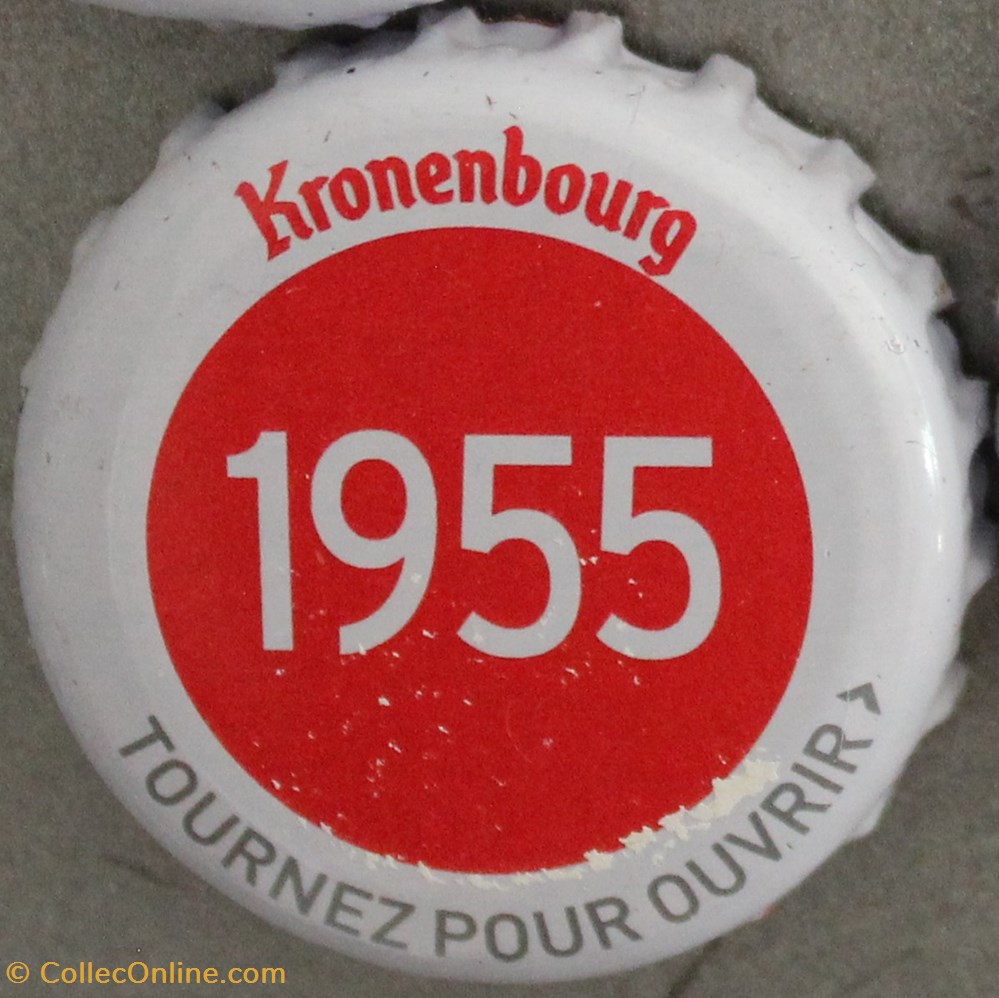 Kronenbourg
1955
TOURNEZ POUR OUVRIR >
© CollecOnline.com